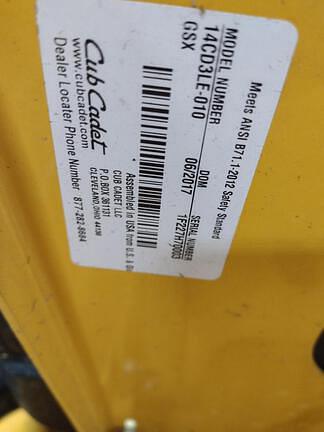 Meets ANSI B71.1-2012 Safety Standard
MODEL NUMBER
14CD3LE-010
GSX
DOM
06/2017
SERIAL NUMBER
1F227H70003
Assembled in USA from U.S. &
CUB CADET LLC
P.O. BOX 361131
CLEVELAND, OHIO 44136
Cub Cadet
www.cubcadet.com
Dealer Locater Phone Number 877-282-8684